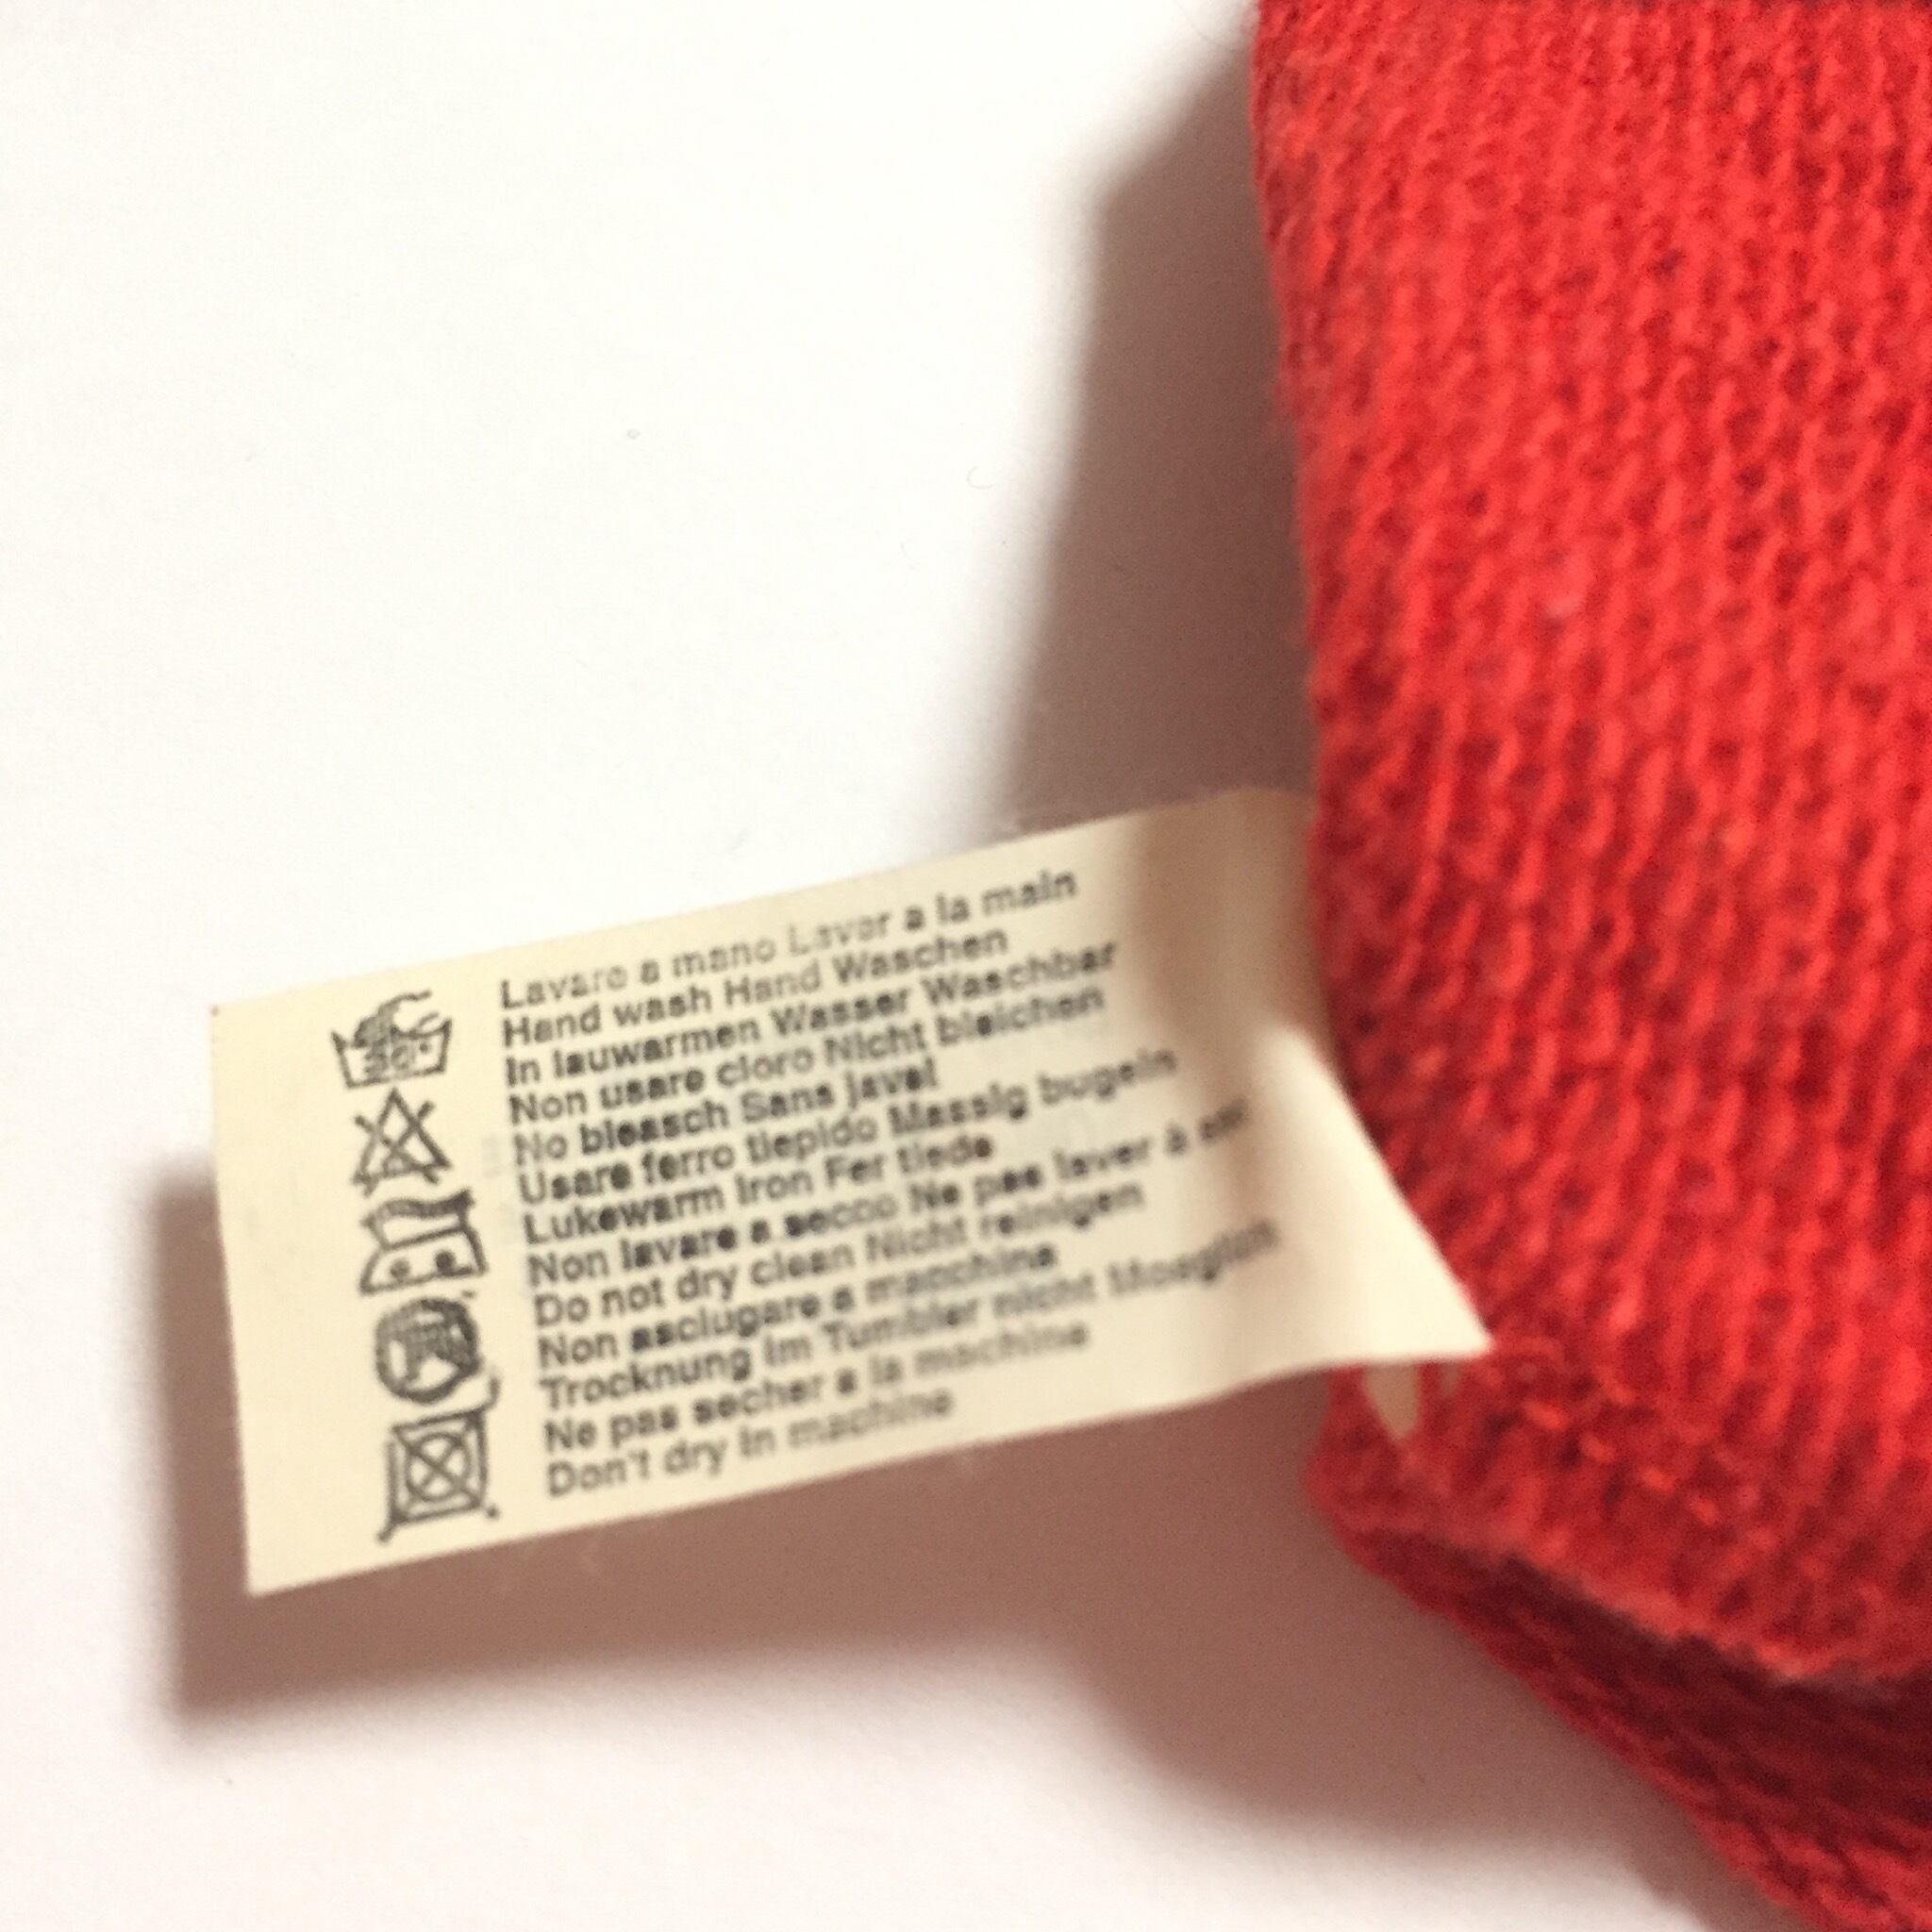 Lavare a mano Laver a la main
Hand wash Hand Waschen
In lauwarmen Wasser Waschbar
Non usare cloro Nicht bleichen
No bleasch Sans javal
Usare ferro tiepido Massig bugeln
Lukewarm Iron Fer tiede
Non lavare a secco Ne pas laver à sec
Do not dry clean Nicht reinigen
Non asciugare a macchina
Trocknung im Tumbler nicht
Ne pas secher a la machine
Don't dry in machine